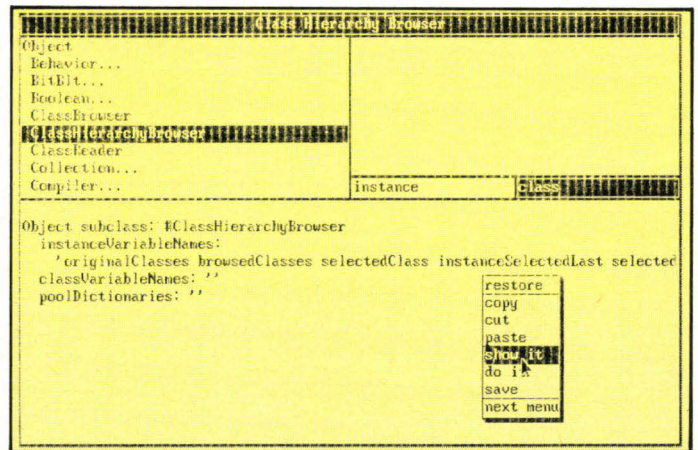 Class Hierarchy Browser
Object
Behavior...
BitBlt...
Boolean...
ClassBrowser
ClassHierarchyBrowser
ClassReader
Collection...
Compiler...
instance
class
Object subclass: #ClassHierarchyBrowser
instanceVariableNames:
'originalClasses browsedClasses selectedClass instanceSelectedLast selected
classVariableNames: ''
poolDictionaries: ''
restore
copy
cut
paste
show it
do it
save
next menu